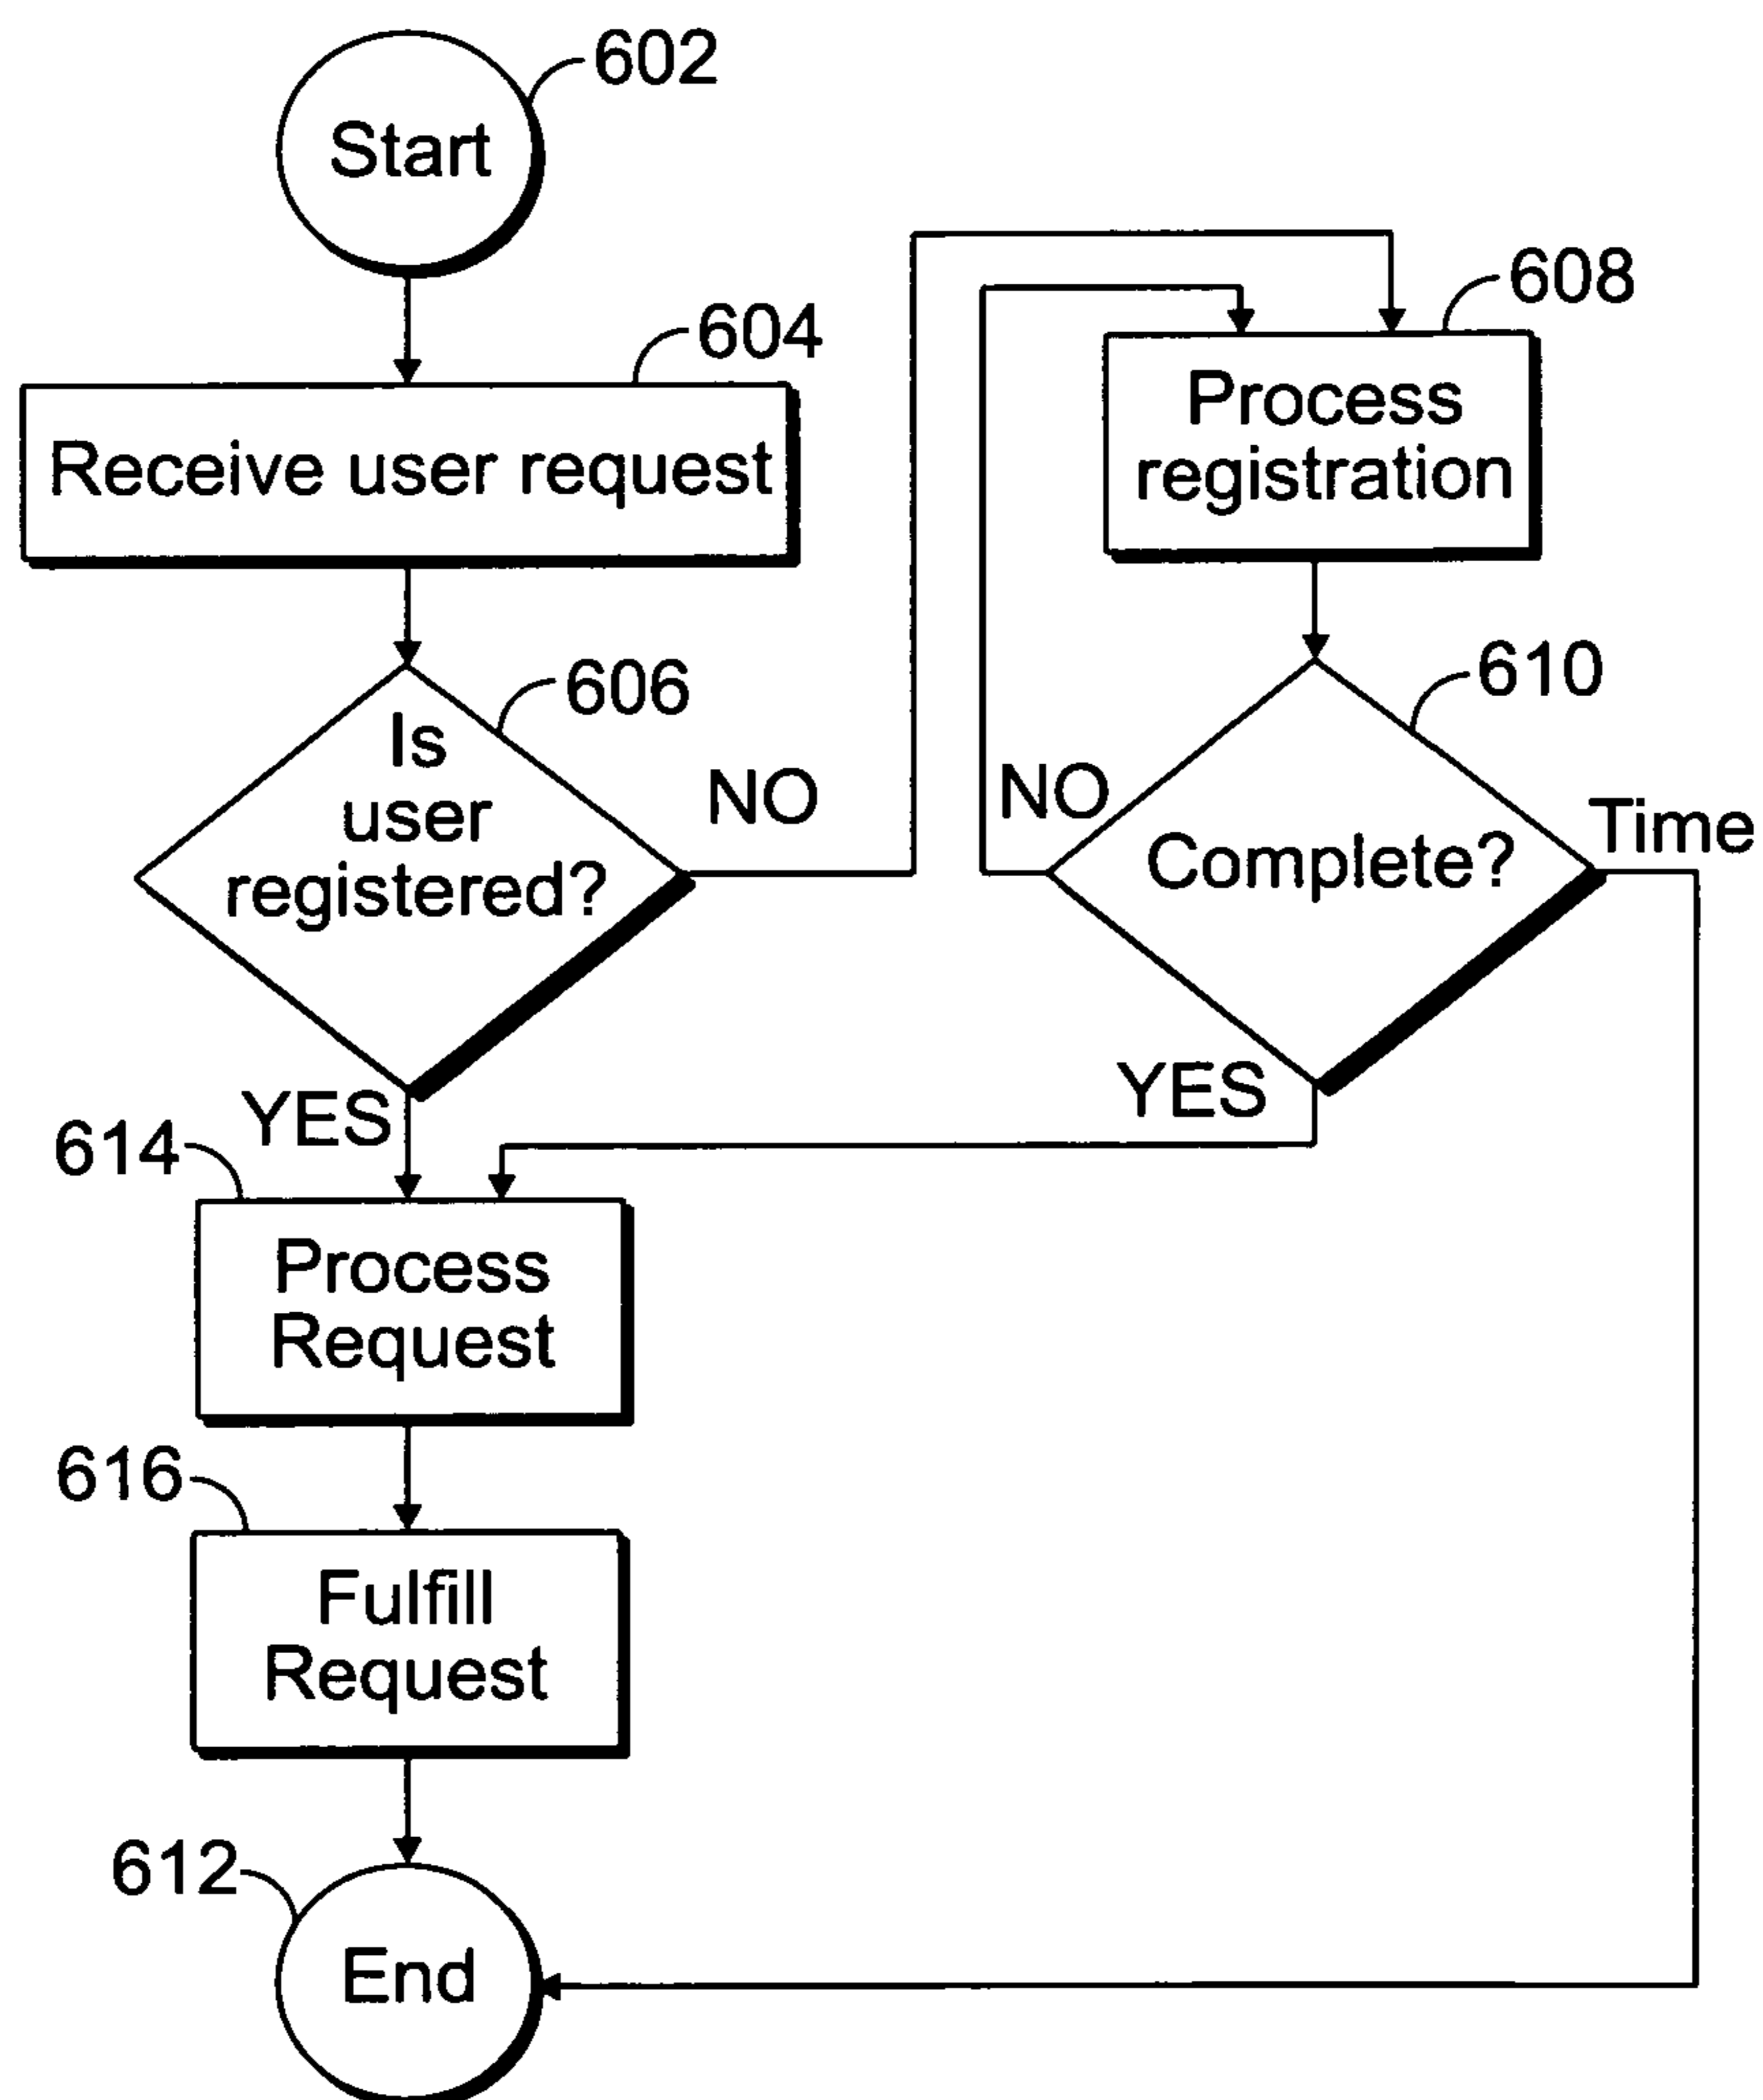 602
Start
604
Receive user request
606
Is
user
registered?
NO
608
Process
registration
610
NO
Complete?
Time
YES
YES
614
Process
Request
616
Fulfill
Request
612
End